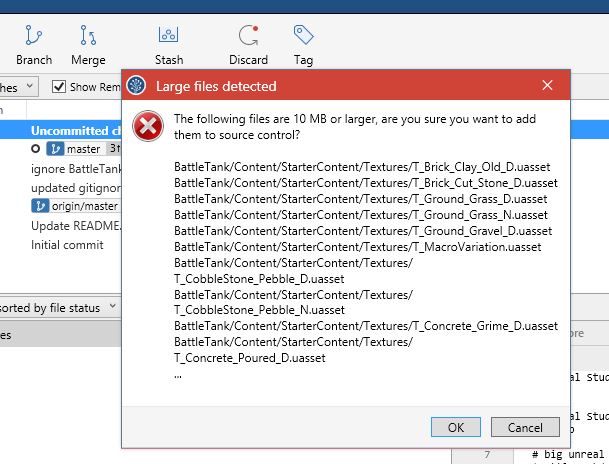 Branch Merge Stash Discard Tag
hes Show Rem
Large files detected
The following files are 10 MB or larger, are you sure you want to add
them to source control?
Uncommitted ch
master 3↑
ignore BattleTank
updated gitignor
origin/master
Update README.
Initial commit
BattleTank/Content/StarterContent/Textures/T_Brick_Clay_Old_D.uasset
BattleTank/Content/StarterContent/Textures/T_Brick_Cut_Stone_D.uasset
BattleTank/Content/StarterContent/Textures/T_Ground_Grass_D.uasset
BattleTank/Content/StarterContent/Textures/T_Ground_Grass_N.uasset
BattleTank/Content/StarterContent/Textures/T_Ground_Gravel_D.uasset
BattleTank/Content/StarterContent/Textures/T_MacroVariation.uasset
BattleTank/Content/StarterContent/Textures/
T_CobbleStone_Pebble_D.uasset
BattleTank/Content/StarterContent/Textures/
T_CobbleStone_Pebble_N.uasset
BattleTank/Content/StarterContent/Textures/T_Concrete_Grime_D.uasset
BattleTank/Content/StarterContent/Textures/
T_Concrete_Poured_D.uasset
...
OK Cancel
sorted by file status
es
ore
al Stud
al Stud
7 # big unreal